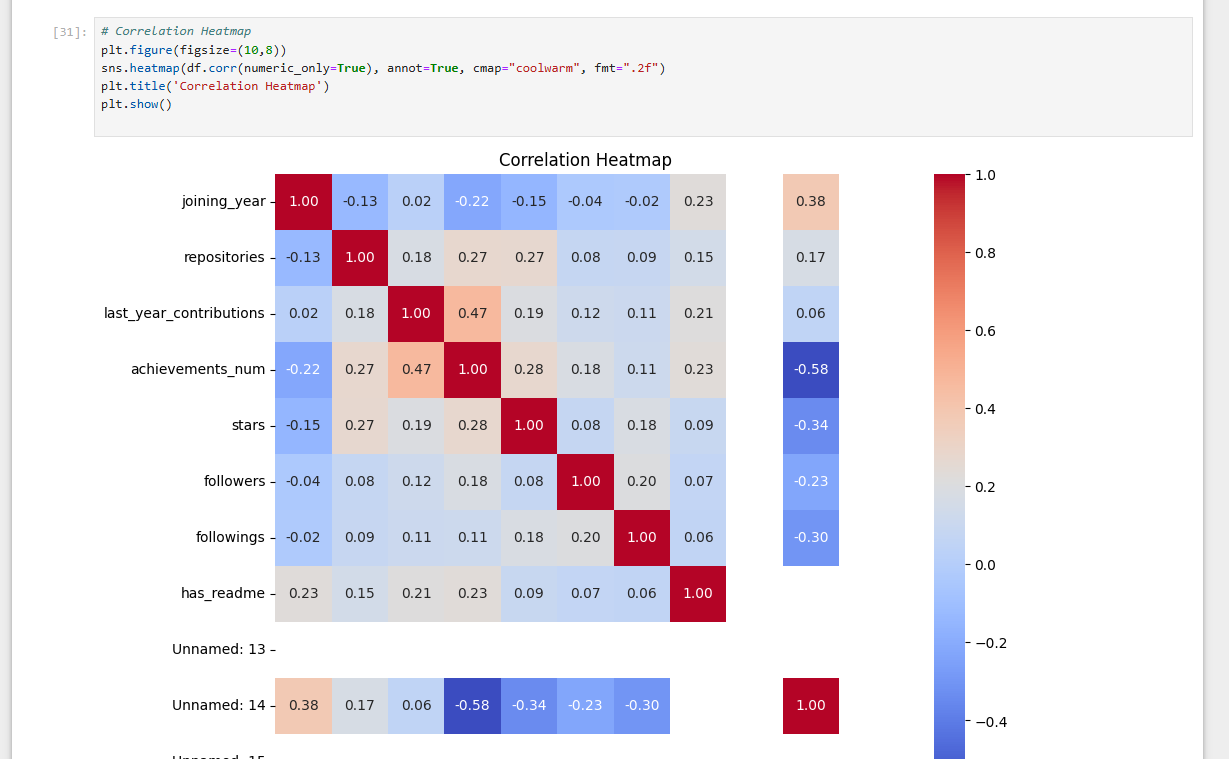 [31]:
# Correlation Heatmap
plt.figure(figsize=(10,8))
sns.heatmap(df.corr(numeric_only=True), annot=True, cmap="coolwarm", fmt=".2f")
plt.title('Correlation Heatmap')
plt.show()
Correlation Heatmap
joining_year 1.00 -0.13 0.02 -0.22 -0.15 -0.04 -0.02 0.23 0.38
repositories -0.13 1.00 0.18 0.27 0.27 0.08 0.09 0.15 0.17
last_year_contributions 0.02 0.18 1.00 0.47 0.19 0.12 0.11 0.21 0.06
achievements_num -0.22 0.27 0.47 1.00 0.28 0.18 0.11 0.23 -0.58
stars -0.15 0.27 0.19 0.28 1.00 0.08 0.18 0.09 -0.34
followers -0.04 0.08 0.12 0.18 0.08 1.00 0.20 0.07 -0.23
followings -0.02 0.09 0.11 0.11 0.18 0.20 1.00 0.06 -0.30
has_readme 0.23 0.15 0.21 0.23 0.09 0.07 0.06 1.00
Unnamed: 13
Unnamed: 14 0.38 0.17 0.06 -0.58 -0.34 -0.23 -0.30 1.00
Unnamed: 15
1.0
0.8
0.6
0.4
0.2
0.0
−0.2
−0.4